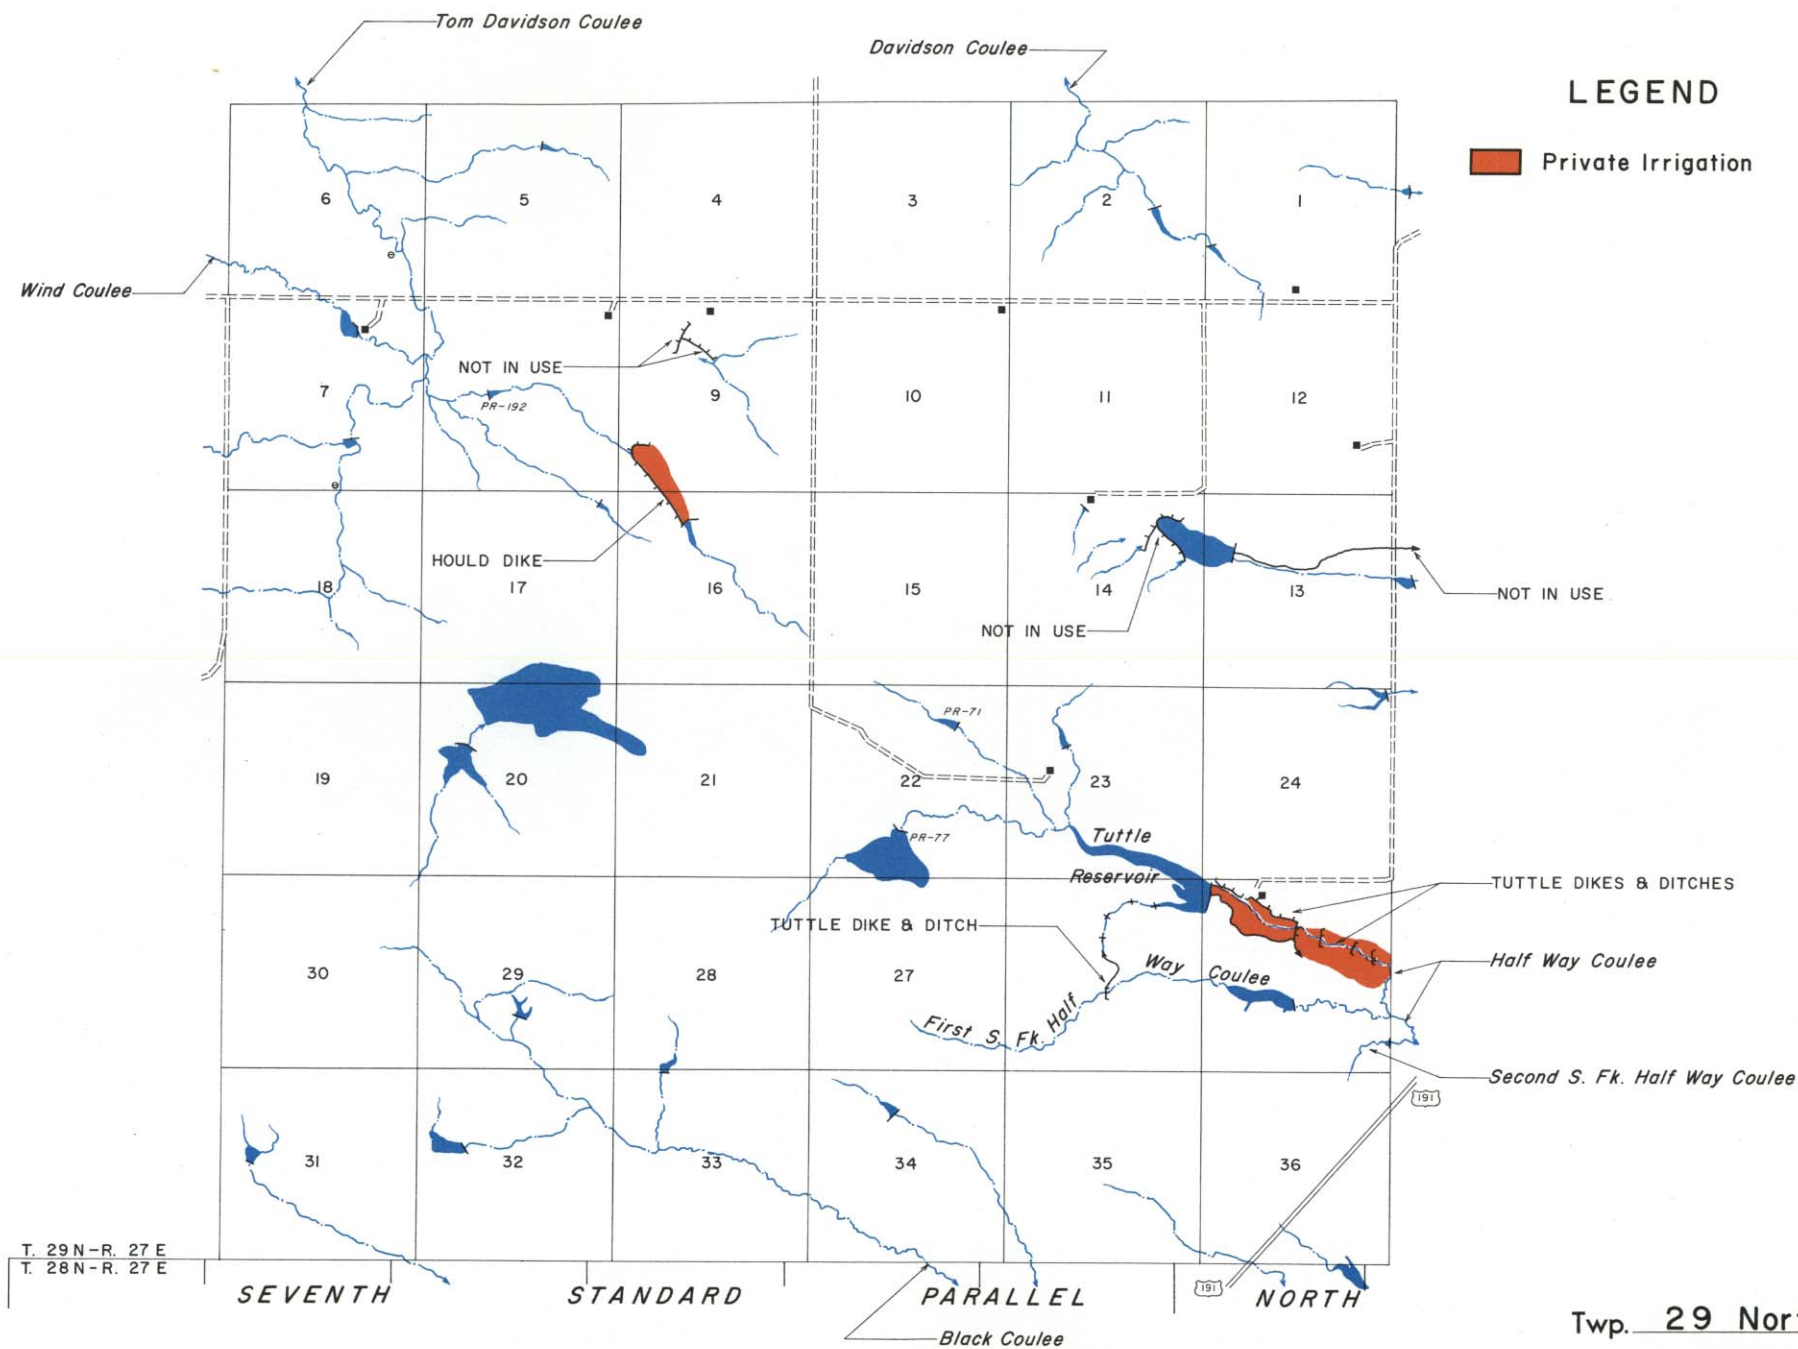 Tom Davidson Coulee
Davidson Coulee
LEGEND
Private Irrigation
6
5
4
3
2
1
Wind Coulee
NOT IN USE
7
PR-192
9
10
11
12
HOULD DIKE
18
17
16
15
14
13
NOT IN USE
NOT IN USE
PR-71
19
20
21
22
23
24
PR-77
Tuttle
Reservoir
TUTTLE DIKES & DITCHES
TUTTLE DIKE & DITCH
30
29
28
27
Way Coulee
Half Way Coulee
First S. Fk. Half
Second S. Fk. Half Way Coulee
191
31
32
33
34
35
36
T. 29 N-R. 27 E
T. 28 N-R. 27 E
191
SEVENTH STANDARD PARALLEL NORTH
Black Coulee
Twp. 29 Nor